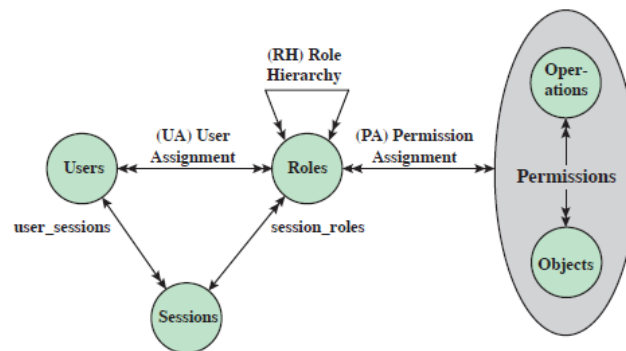 (RH) Role
Hierarchy
Oper-
ations
(UA) User
Assignment
(PA) Permission
Assignment
Users
Roles
Permissions
user_sessions
session_roles
Objects
Sessions